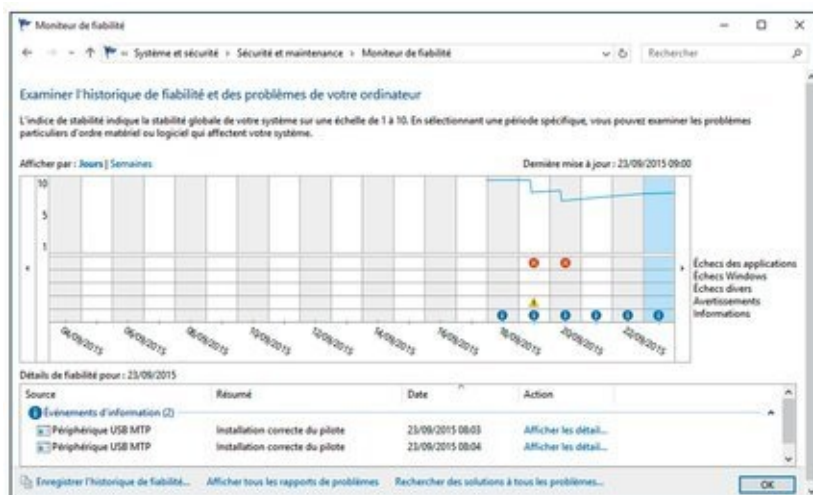 Moniteur de fiabilité
« Système et sécurité > Sécurité et maintenance > Moniteur de fiabilité
Rechercher
Examiner l'historique de fiabilité et des problèmes de votre ordinateur
L'indice de stabilité indique la stabilité globale de votre système sur une échelle de 1 à 10. En sélectionnant une période spécifique, vous pouvez examiner les problèmes
particuliers d'ordre matériel ou logiciel qui affectent votre système.
Afficher par : Jours | Semaines
Dernière mise à jour : 23/09/2015 09:00
10
5
1
Échecs des applications
Échecs Windows
Échecs divers
Avertissements
Informations
04/09/2015 06/09/2015 08/09/2015 10/09/2015 12/09/2015 14/09/2015 16/09/2015 18/09/2015 20/09/2015 22/09/2015
Détails de fiabilité pour : 23/09/2015
Source Résumé Date Action
Événements d'information (2)
Périphérique USB MTP Installation correcte du pilote 23/09/2015 08:03 Afficher les détail...
Périphérique USB MTP Installation correcte du pilote 23/09/2015 08:04 Afficher les détail...
Enregistrer l'historique de fiabilité... Afficher tous les rapports de problèmes Rechercher des solutions à tous les problèmes... OK